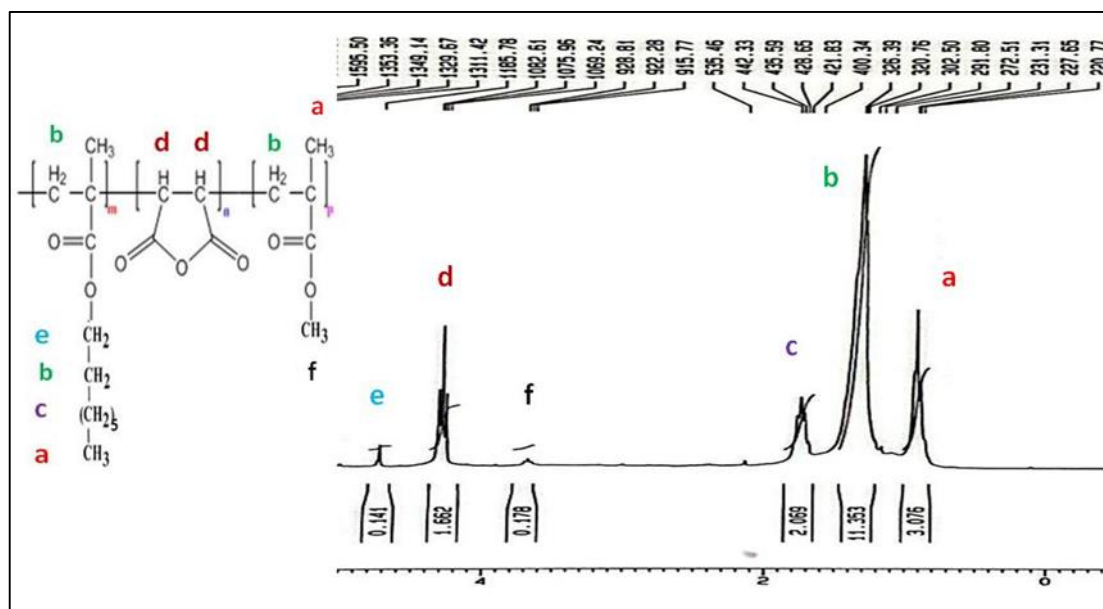 1595.50 1353.36 1349.14 1329.67 1311.42 1185.78 1082.61 1075.96 1069.24 928.81 922.28 915.77 535.46 442.33 435.59 428.65 421.83 400.34 326.39 320.76 302.50 291.80 272.51 231.31 227.65 220.77
a
b CH3 d d b CH3
H2 H H H2
C C C C C C
m n p
O C C C O C
O O O
O O
e CH2 CH3
b CH2 f
c (CH2)5
a CH3
b
d a
c
e f
0.141 1.662 0.178 2.069 11.353 3.076
4 2 0